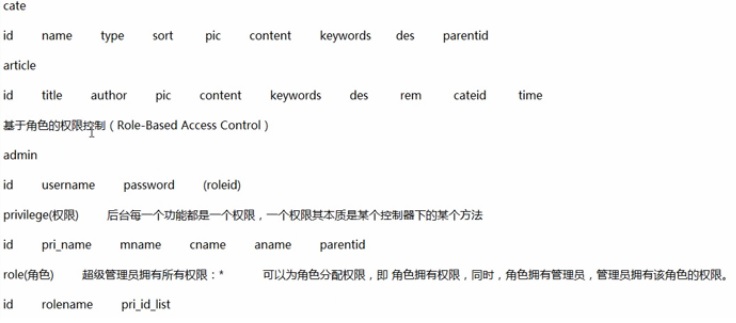 cate
id name type sort pic content keywords des parentid
article
id title author pic content keywords des rem cateid time
基于角色的权限控制（Role-Based Access Control）
admin
id username password (roleid)
privilege(权限) 后台每一个功能都是一个权限，一个权限其本质是某个控制器下的某个方法
id pri_name mname cname aname parentid
role(角色) 超级管理员拥有所有权限：* 可以为角色分配权限，即 角色拥有权限，同时，角色拥有管理员，管理员拥有该角色的权限。
id rolename pri_id_list